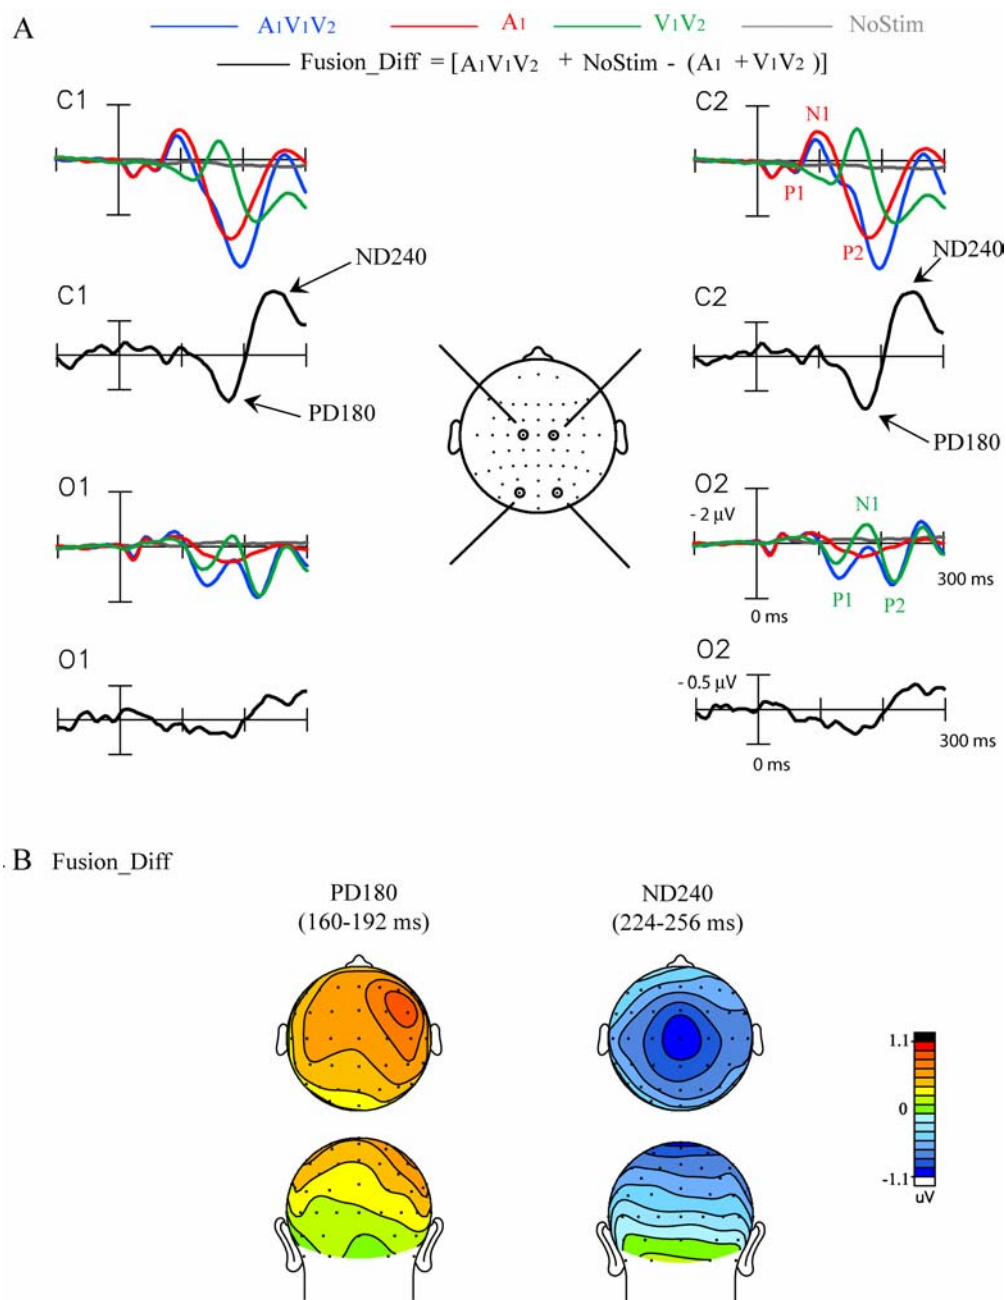 A
A1V1V2 A1 V1V2 NoStim
Fusion_Diff = [A1V1V2 + NoStim - (A1 + V1V2)]
C1
C2
N1
P1
P2
ND240
ND240
C1
C2
PD180
PD180
O1
O2
- 2 µV
N1
P1
P2
300 ms
0 ms
O1
O2
- 0.5 µV
300 ms
0 ms
B Fusion_Diff
PD180
(160-192 ms)
ND240
(224-256 ms)
1.1
0
-1.1
uV